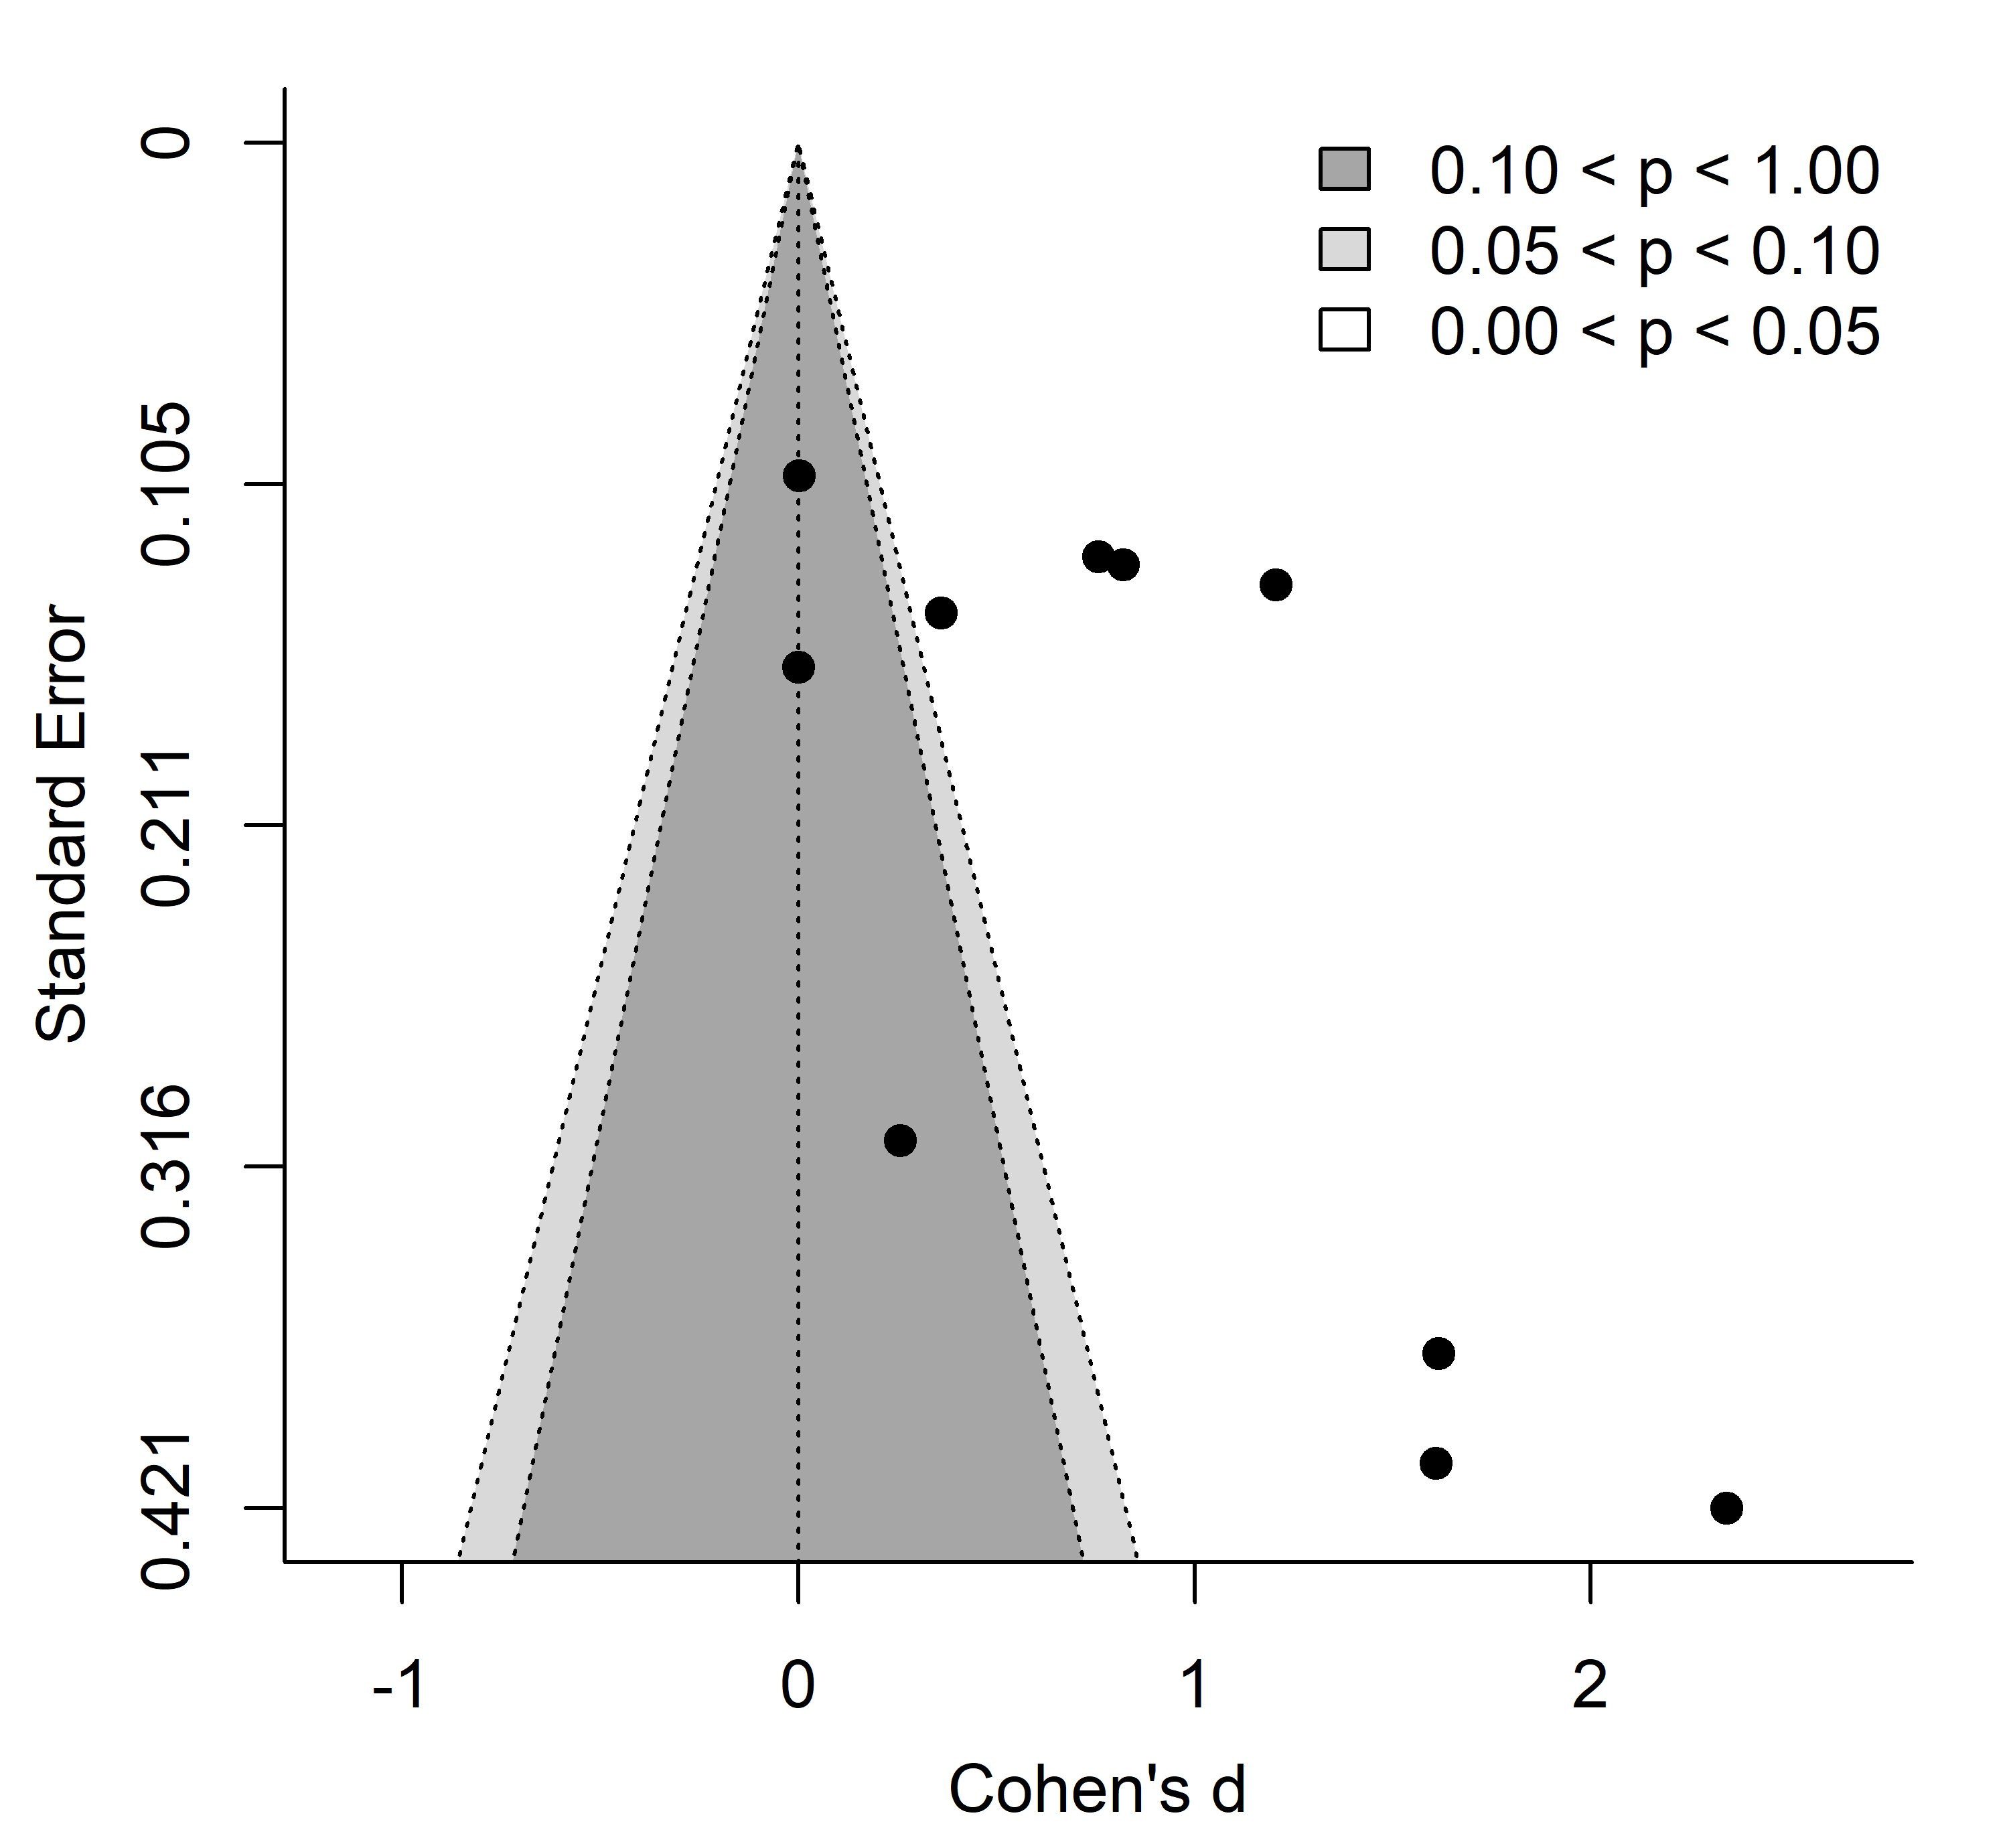 0.10 < p < 1.00
0.05 < p < 0.10
0.00 < p < 0.05
Standard Error
0
0.105
0.211
0.316
0.421
-1
0
1
2
Cohen's d